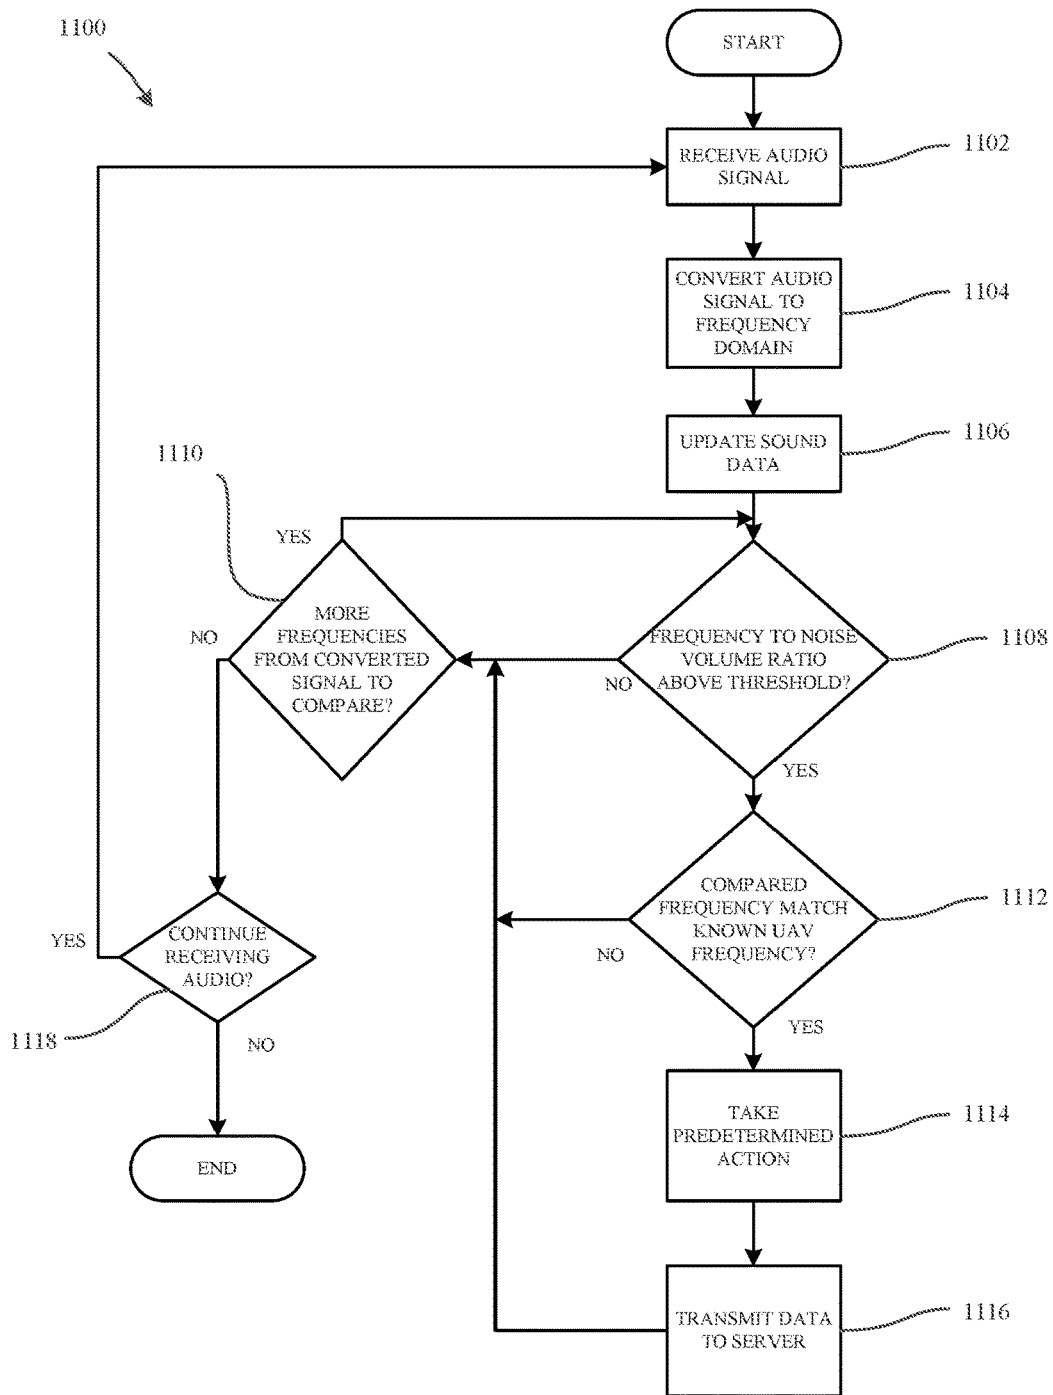 1100
START
RECEIVE AUDIO
SIGNAL
1102
CONVERT AUDIO
SIGNAL TO
FREQUENCY
DOMAIN
1104
UPDATE SOUND
DATA
1106
1110
YES
NO
MORE
FREQUENCIES
FROM CONVERTED
SIGNAL TO
COMPARE?
FREQUENCY TO NOISE
VOLUME RATIO
ABOVE THRESHOLD?
1108
NO
YES
COMPARED
FREQUENCY MATCH
KNOWN UAV
FREQUENCY?
1112
NO
YES
YES
CONTINUE
RECEIVING
AUDIO?
1118
NO
END
TAKE
PREDETERMINED
ACTION
1114
TRANSMIT DATA
TO SERVER
1116